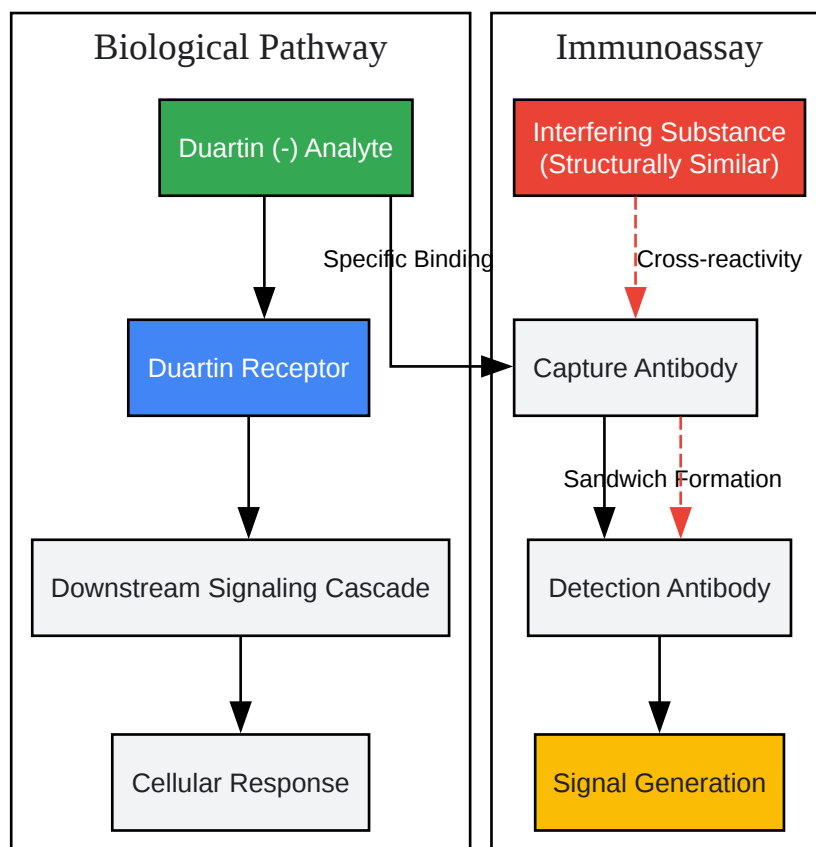 Biological Pathway
Immunoassay
Duartin (-) Analyte
Interfering Substance
(Structurally Similar)
Specific Binding
Cross-reactivity
Duartin Receptor
Capture Antibody
Sandwich Formation
Downstream Signaling Cascade
Detection Antibody
Cellular Response
Signal Generation